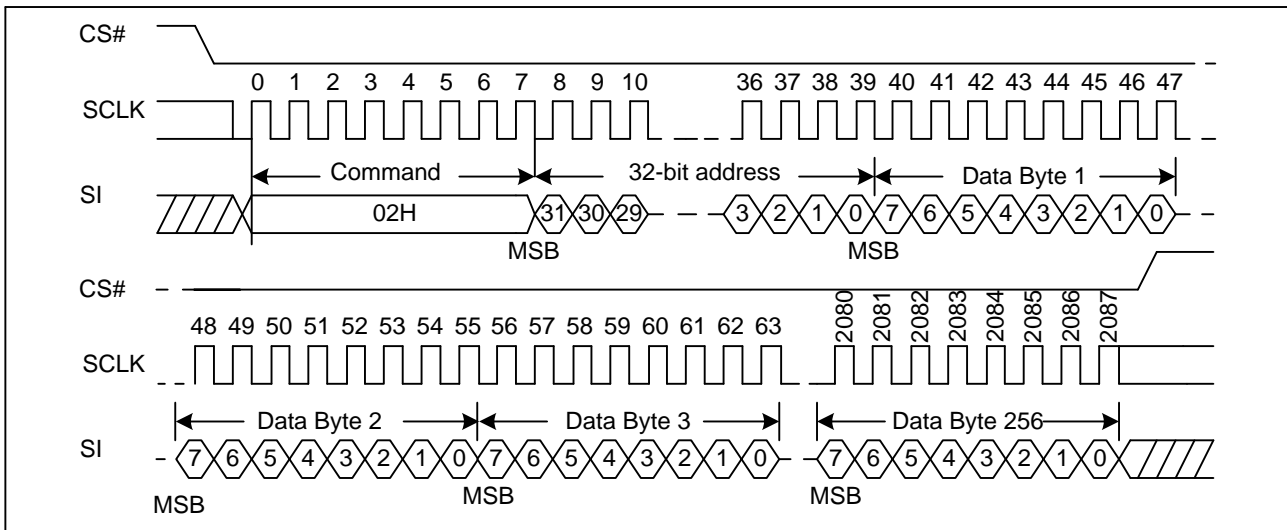 CS#
0 1 2 3 4 5 6 7 8 9 10 36 37 38 39 40 41 42 43 44 45 46 47
SCLK
Command 32-bit address Data Byte 1
SI
02H 31 30 29 3 2 1 0 7 6 5 4 3 2 1 0
MSB MSB
CS#
48 49 50 51 52 53 54 55 56 57 58 59 60 61 62 63 2080 2081 2082 2083 2084 2085 2086 2087
SCLK
Data Byte 2 Data Byte 3 Data Byte 256
SI
7 6 5 4 3 2 1 0 7 6 5 4 3 2 1 0 7 6 5 4 3 2 1 0
MSB MSB MSB